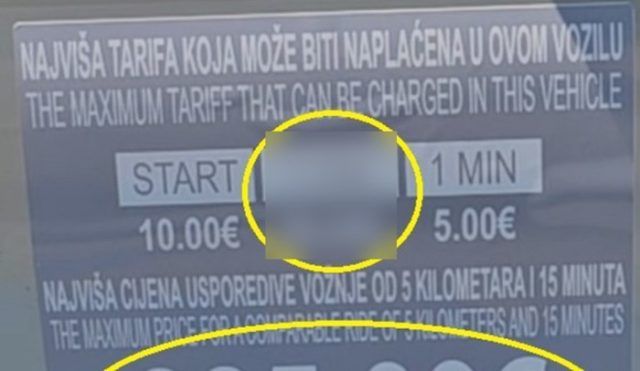 NAJVIŠA TARIFA KOJA MOŽE BITI NAPLAĆENA U OVOM VOZILU
THE MAXIMUM TARIFF THAT CAN BE CHARGED IN THIS VEHICLE
START 1 MIN
10.00€ 5.00€
NAJVIŠA CIJENA USPOREDIVE VOŽNJE OD 5 KILOMETARA I 15 MINUTA
THE MAXIMUM PRICE FOR A COMPARABLE RIDE OF 5 KILOMETERS AND 15 MINUTES